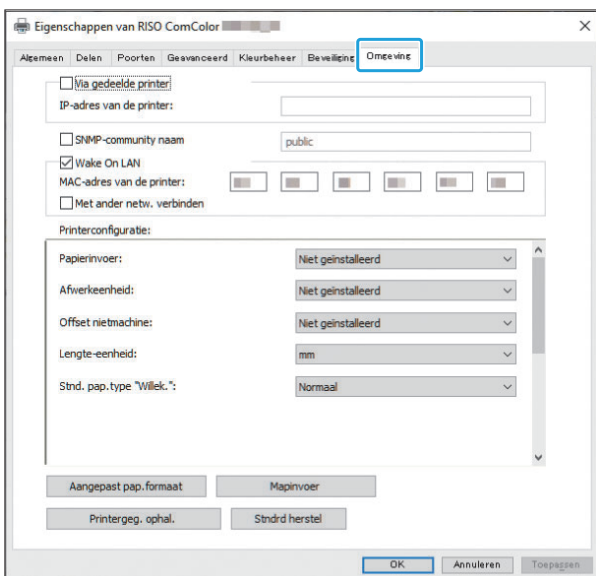 Eigenschappen van RISO ComColor
Algemeen Delen Poorten Geavanceerd Kleurbeheer Beveiliging Omgeving
Via gedeelde printer
IP-adres van de printer:
SNMP-community naam public
Wake On LAN
MAC-adres van de printer:
Met ander netw. verbinden
Printerconfiguratie:
Papierinvoer: Niet geïnstalleerd
Afwerkeenheid: Niet geïnstalleerd
Offset nietmachine: Niet geïnstalleerd
Lengte-eenheid: mm
Stnd. pap.type "Willek.": Normaal
Aangepast pap.formaat Mapinvoer
Printergeg. ophal. Stndrd herstel
OK Annuleren Toepassen